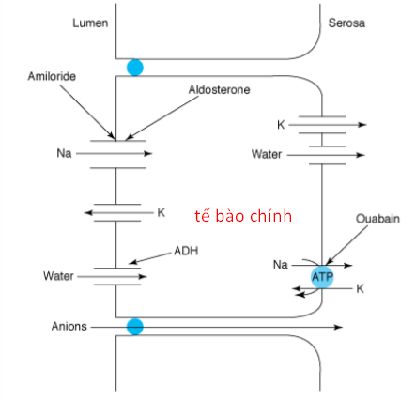 Lumen
Serosa
Amiloride
Aldosterone
K
Na
Water
K
tế bào chính
Ouabain
ADH
Na
ATP
Water
K
Anions